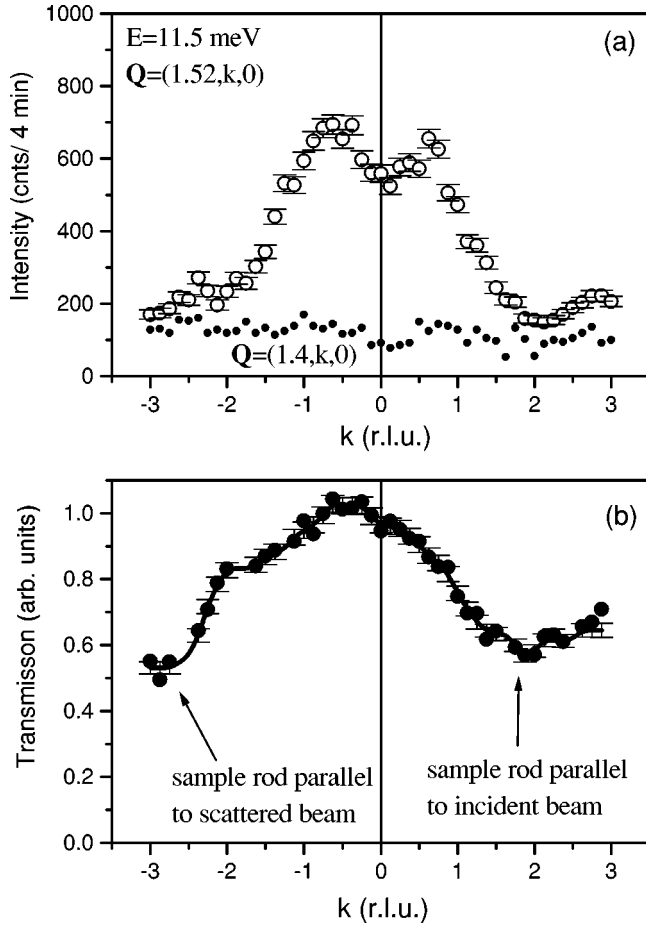 1000
800
600
400
200
0
Intensity (cnts/ 4 min)
E=11.5 meV
Q=(1.52,k,0)
(a)
Q=(1.4,k,0)
-3 -2 -1 0 1 2 3
k (r.l.u.)
1.0
0.8
0.6
0.4
0.2
0.0
Transmisson (arb. units)
(b)
sample rod parallel
to scattered beam
sample rod parallel
to incident beam
-3 -2 -1 0 1 2 3
k (r.l.u.)